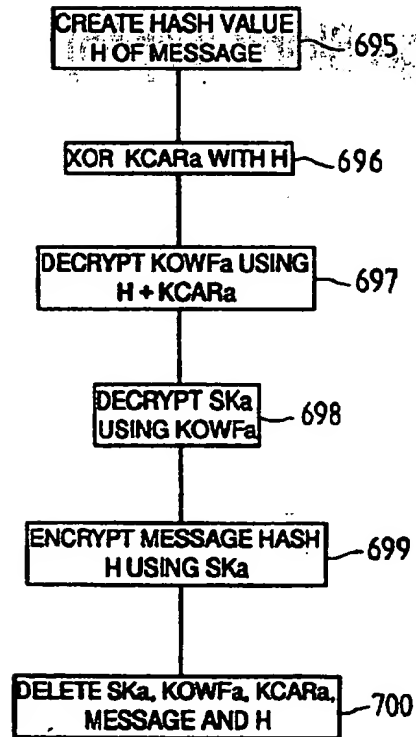 CREATE HASH VALUE
H OF MESSAGE
695
XOR KCARa WITH H
696
DECRYPT KOWFa USING
H + KCARa
697
DECRYPT SKa
USING KOWFa
698
ENCRYPT MESSAGE HASH
H USING SKa
699
DELETE SKa, KOWFa, KCARa,
MESSAGE AND H
700